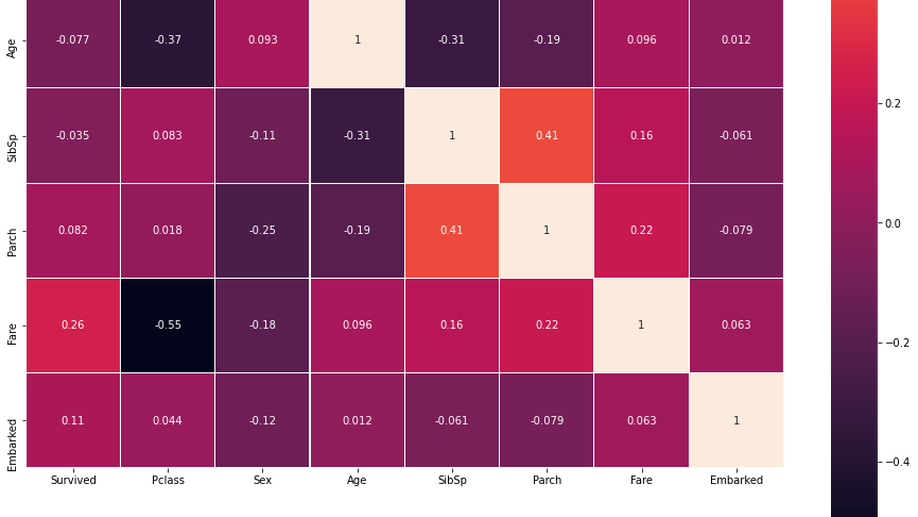 Age -0.077 -0.37 0.093 1 -0.31 -0.19 0.096 0.012
0.2
SibSp -0.035 0.083 -0.11 -0.31 1 0.41 0.16 -0.061
0.0
Parch 0.082 0.018 -0.25 -0.19 0.41 1 0.22 -0.079
Fare 0.26 -0.55 -0.18 0.096 0.16 0.22 1 0.063
−0.2
Embarked 0.11 0.044 -0.12 0.012 -0.061 -0.079 0.063 1
−0.4
Survived Pclass Sex Age SibSp Parch Fare Embarked